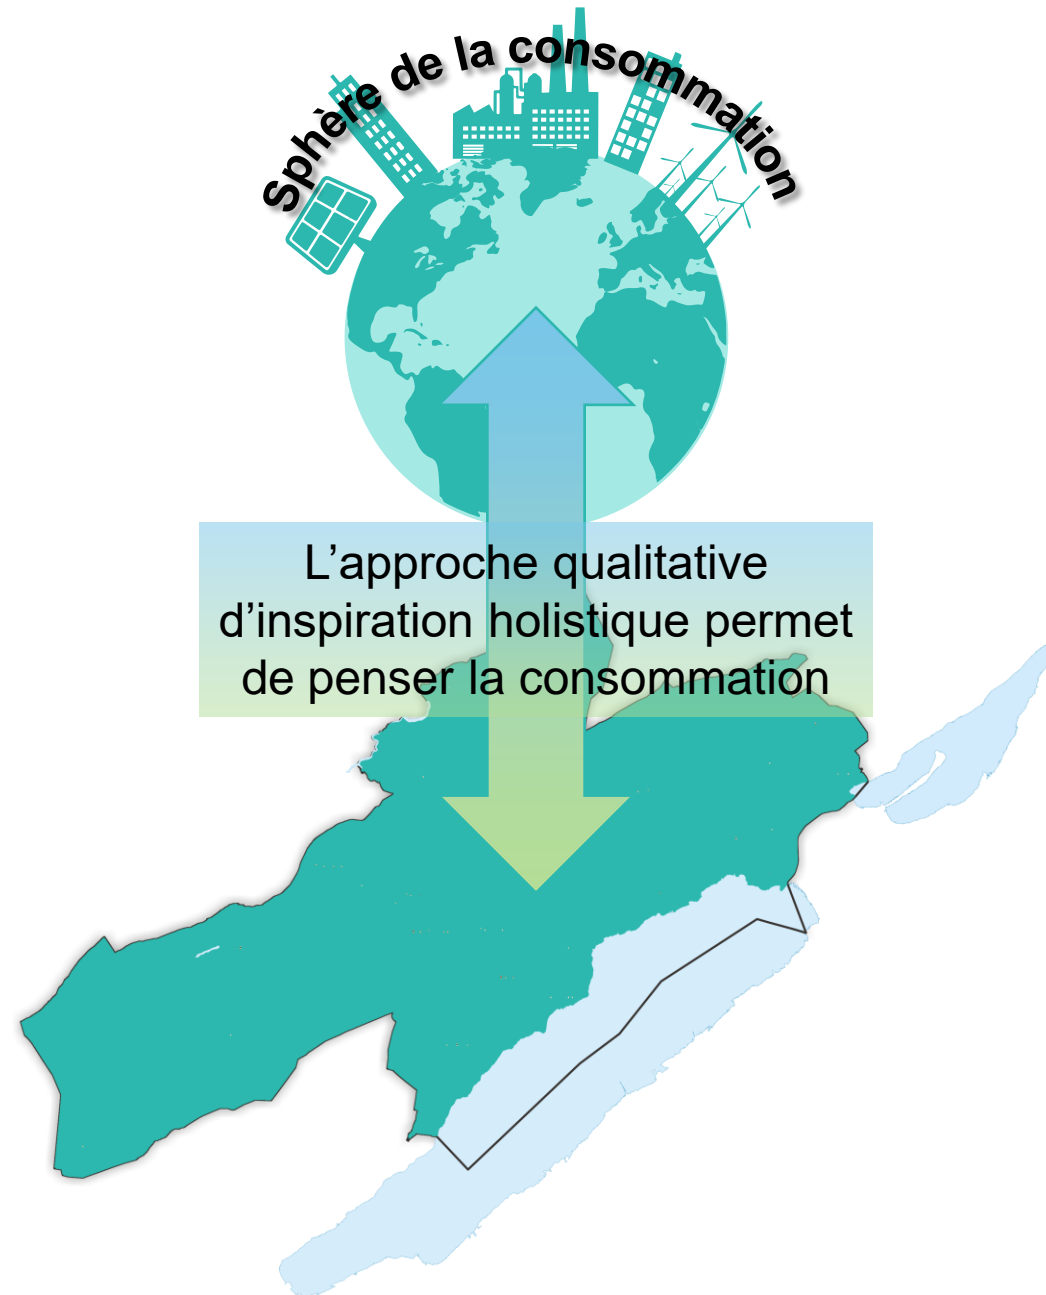 Sphère de la consommation
L’approche qualitative
d’inspiration holistique permet
de penser la consommation